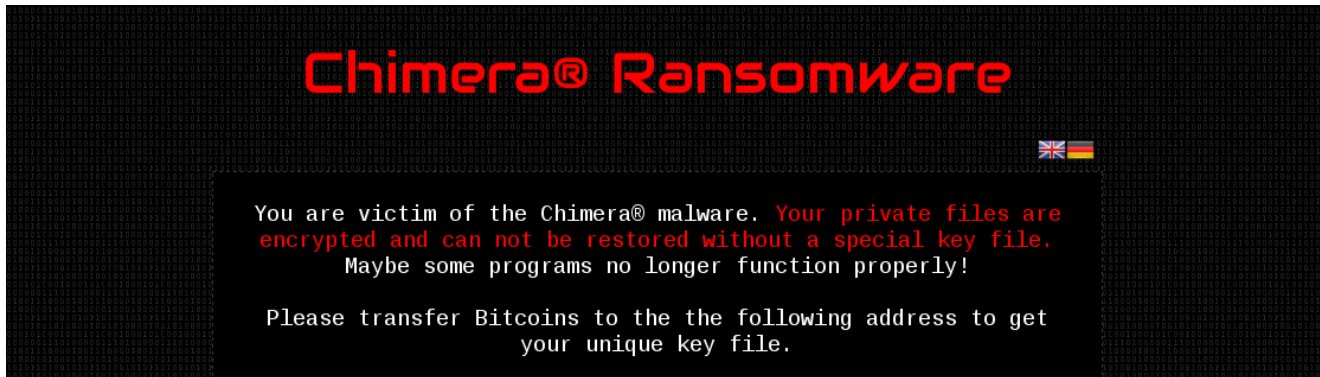 Chimera® Ransomware
You are victim of the Chimera® malware. Your private files are
encrypted and can not be restored without a special key file.
Maybe some programs no longer function properly!
Please transfer Bitcoins to the the following address to get
your unique key file.